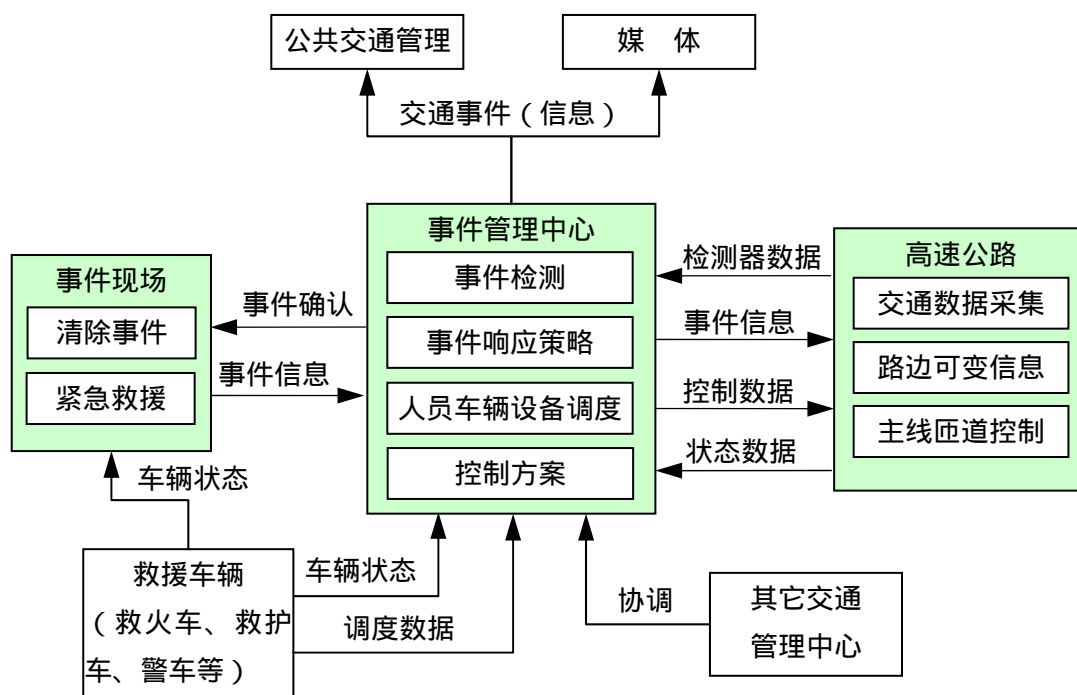 公共交通管理
媒 体
交通事件（信息）
事件管理中心
事件检测
事件响应策略
人员车辆设备调度
控制方案
事件现场
清除事件
紧急救援
事件确认
事件信息
检测器数据
事件信息
控制数据
状态数据
高速公路
交通数据采集
路边可变信息
主线匝道控制
车辆状态
救援车辆
（救火车、救护
车、警车等）
车辆状态
调度数据
协调
其它交通
管理中心